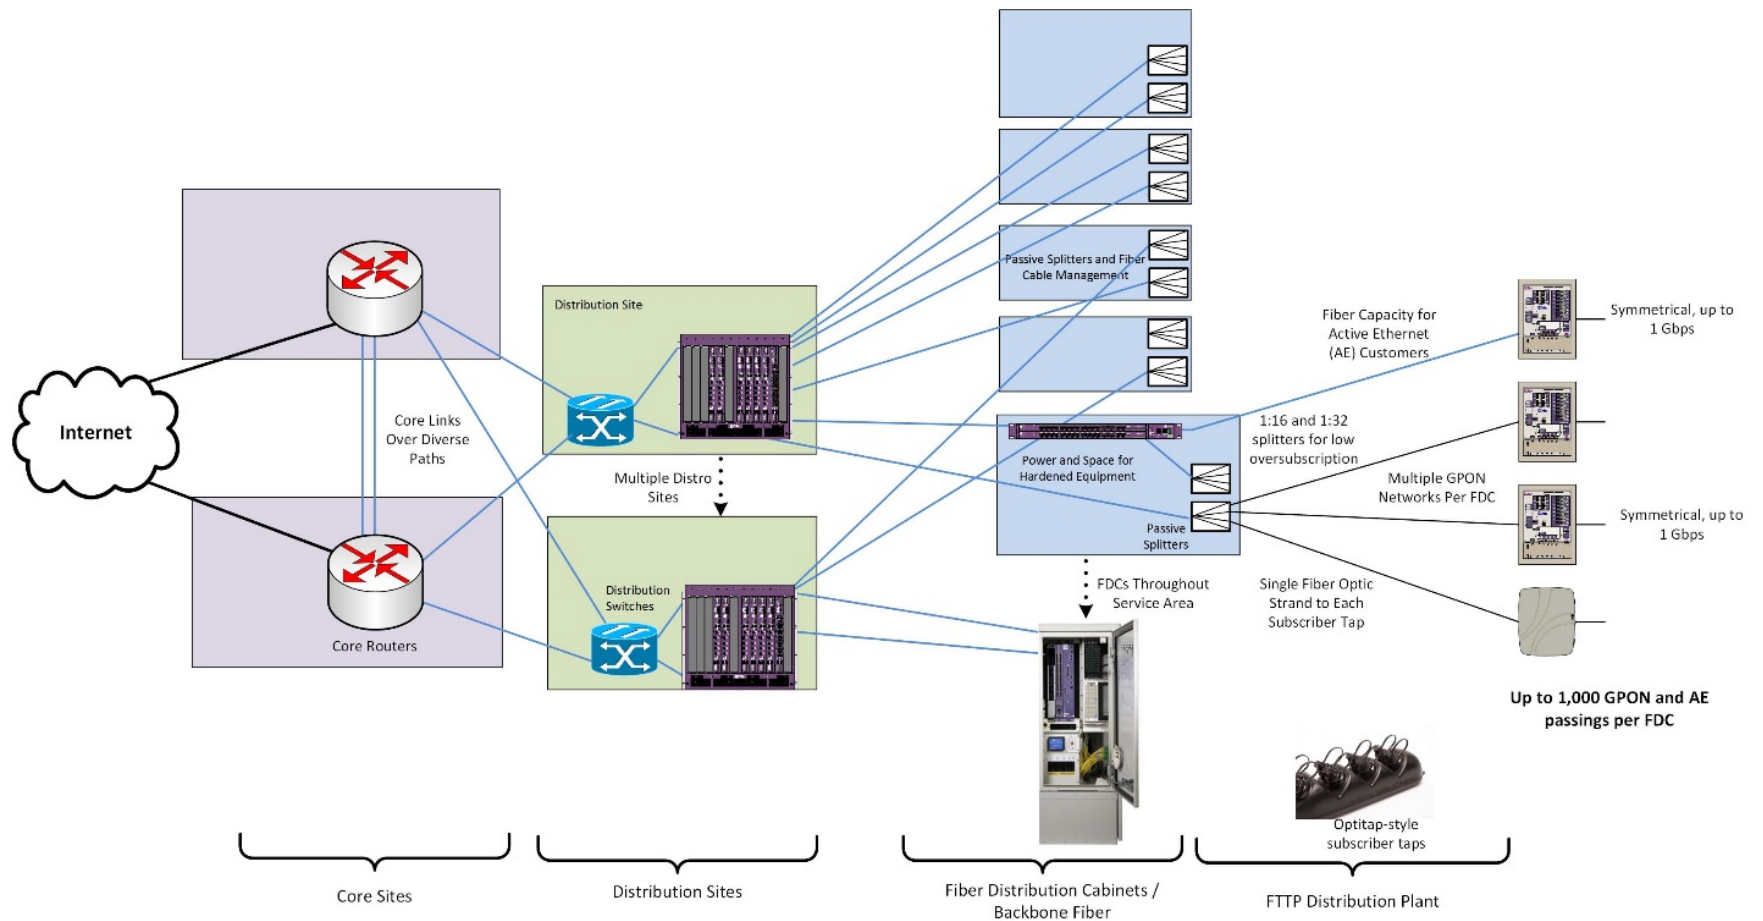 Distribution Site
Passive Splitters and Fiber
Cable Management
Fiber Capacity for
Active Ethernet
(AE) Customers
Symmetrical, up to
1 Gbps
Internet
Core Links
Over Diverse
Paths
Multiple Distro
Sites
Power and Space for
Hardened Equipment
1:16 and 1:32
splitters for low
oversubscription
Multiple GPON
Networks Per FDC
Passive
Splitters
Symmetrical, up to
1 Gbps
Distribution
Switches
FDCs Throughout
Service Area
Single Fiber Optic
Strand to Each
Subscriber Tap
Core Routers
Up to 1,000 GPON and AE
passings per FDC
Optitap-style
subscriber taps
Core Sites
Distribution Sites
Fiber Distribution Cabinets /
Backbone Fiber
FTTP Distribution Plant